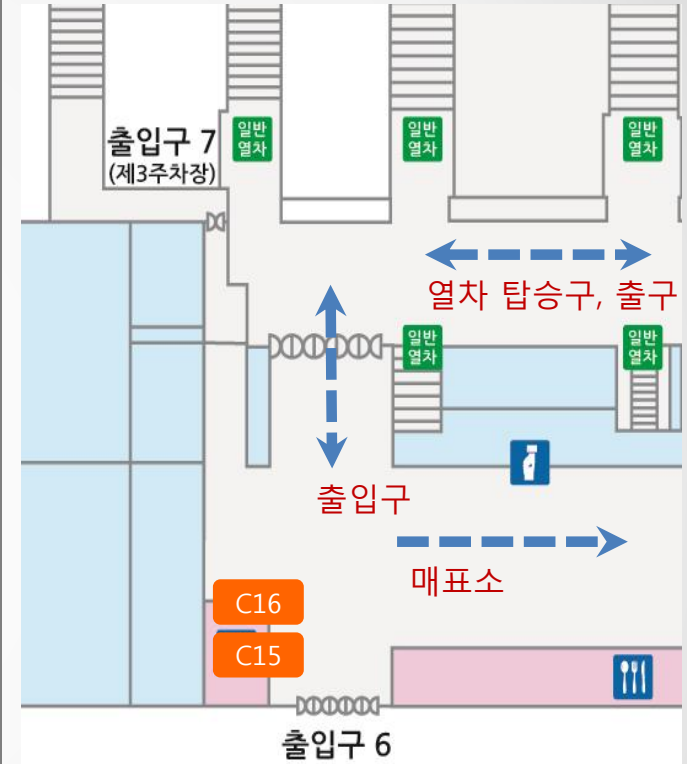 출입구 7
(제3주차장)
일반
열차
일반
열차
일반
열차
열차 탑승구, 출구
일반
열차
일반
열차
출입구
매표소
C16
C15
출입구 6